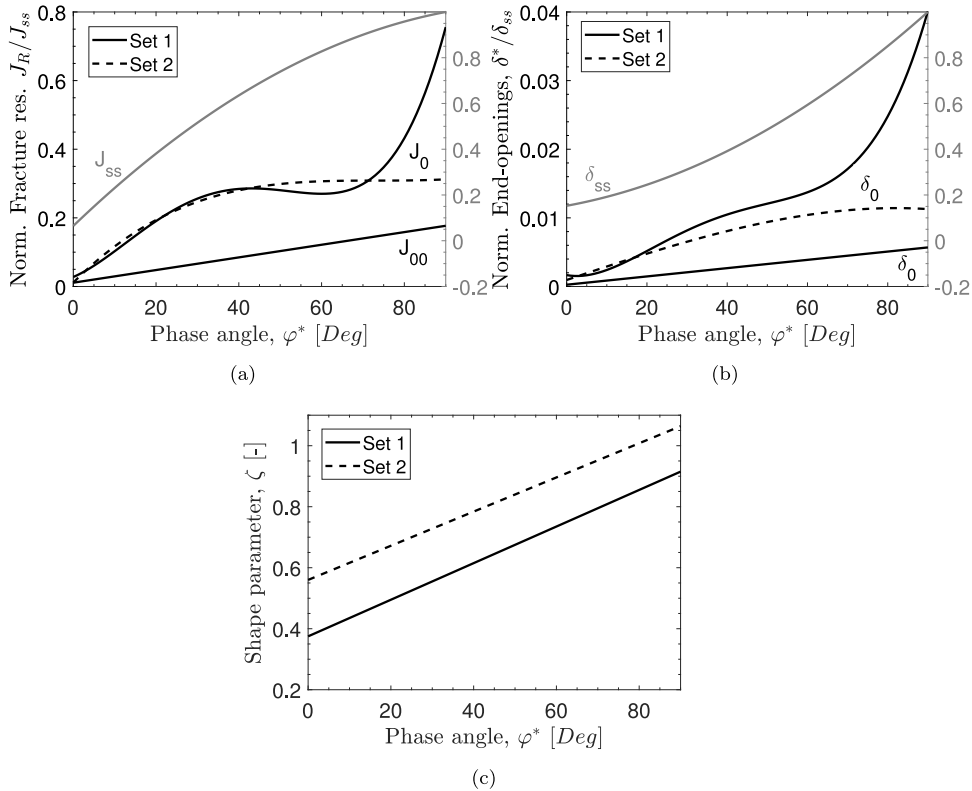 Norm. Fracture res. J_R/J_ss
0.8
0.6
0.4
0.2
0
0 20 40 60 80
Set 1
Set 2
J_ss
J_0
J_00
1
0.8
0.6
0.4
0.2
0
-0.2
Phase angle, φ* [Deg]
(a)
Norm. End-openings, δ*/δ_ss
0.04
0.03
0.02
0.01
0
0 20 40 60 80
Set 1
Set 2
δ_ss
δ_0
δ_0
0.8
0.6
0.4
0.2
0
-0.2
Phase angle, φ* [Deg]
(b)
Shape parameter, ζ [-]
1
0.8
0.6
0.4
0.2
0 20 40 60 80
Set 1
Set 2
Phase angle, φ* [Deg]
(c)